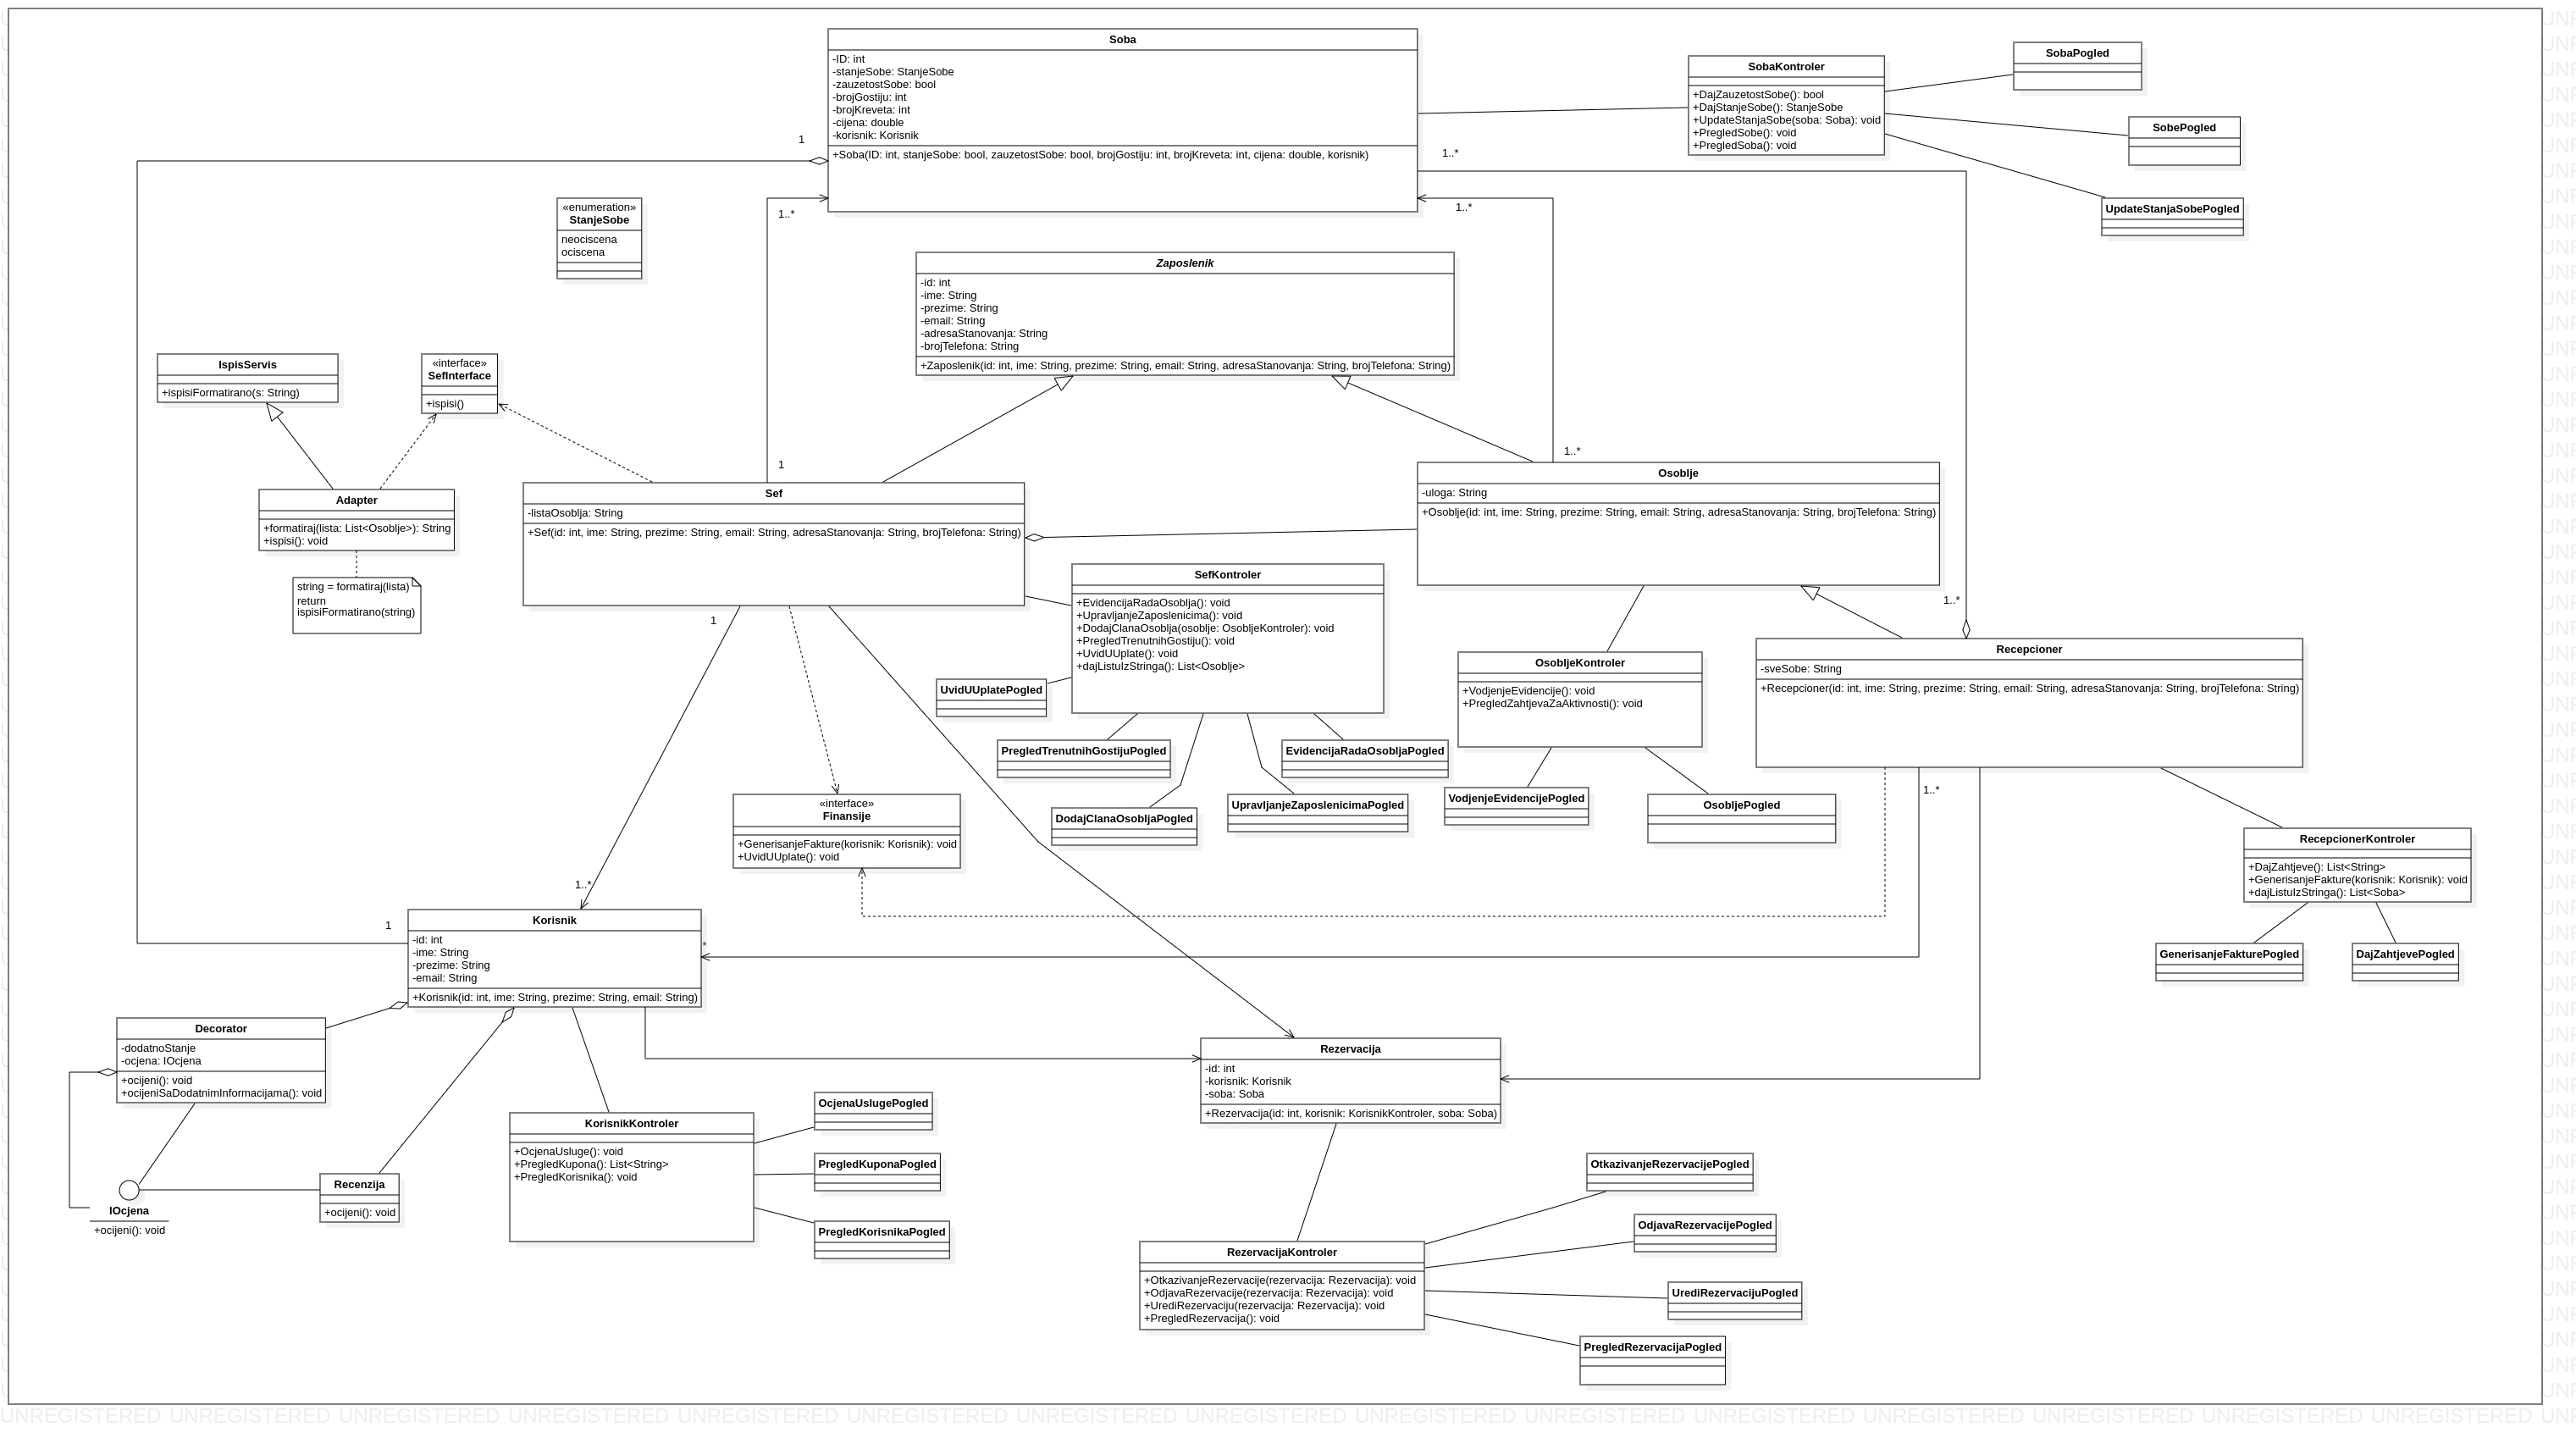 Soba
-ID: int
-stanjeSobe: StanjeSobe
-zauzetostSobe: bool
-brojGostiju: int
-brojKreveta: int
-cijena: double
-korisnik: Korisnik
+Soba(ID: int, stanjeSobe: bool, zauzetostSobe: bool, brojGostiju: int, brojKreveta: int, cijena: double, korisnik)
SobaKontroler
+DajZauzetostSobe(): bool
+DajStanjeSobe(): StanjeSobe
+UpdateStanjaSobe(soba: Soba): void
+PregledSobe(): void
+PregledSoba(): void
SobaPogled
SobePogled
UpdateStanjaSobePogled
1
1..*
1..*
1..*
«enumeration»
StanjeSobe
neociscena
ociscena
Zaposlenik
-id: int
-ime: String
-prezime: String
-email: String
-adresaStanovanja: String
-brojTelefona: String
+Zaposlenik(id: int, ime: String, prezime: String, email: String, adresaStanovanja: String, brojTelefona: String)
IspisServis
+ispisiFormatirano(s: String)
«interface»
SefInterface
+ispisi()
Adapter
+formatiraj(lista: List<Osoblje>): String
+ispisi(): void
string = formatiraj(lista)
return
ispisiFormatirano(string)
1
1..*
Sef
-listaOsoblja: String
+Sef(id: int, ime: String, prezime: String, email: String, adresaStanovanja: String, brojTelefona: String)
Osoblje
-uloga: String
+Osoblje(id: int, ime: String, prezime: String, email: String, adresaStanovanja: String, brojTelefona: String)
SefKontroler
+EvidencijaRadaOsoblja(): void
+UpravljanjeZaposlenicima(): void
+DodajClanaOsoblja(osoblje: OsobljeKontroler): void
+PregledTrenutnihGostiju(): void
+UvidUUplate(): void
+dajListuIzStringa(): List<Osoblje>
1
1..*
OsobljeKontroler
+VodjenjeEvidencije(): void
+PregledZahtjevaZaAktivnosti(): void
Recepcioner
-sveSobe: String
+Recepcioner(id: int, ime: String, prezime: String, email: String, adresaStanovanja: String, brojTelefona: String)
UvidUUplatePogled
PregledTrenutnihGostijuPogled
EvidencijaRadaOsobljaPogled
DodajClanaOsobljaPogled
UpravljanjeZaposlenicimaPogled
VodjenjeEvidencijePogled
OsobljePogled
1..*
«interface»
Finansije
+GenerisanjeFakture(korisnik: Korisnik): void
+UvidUUplate(): void
RecepcionerKontroler
+DajZahtjeve(): List<String>
+GenerisanjeFakture(korisnik: Korisnik): void
+dajListuIzStringa(): List<Soba>
GenerisanjeFakturePogled
DajZahtjevePogled
1..*
1
*
Korisnik
-id: int
-ime: String
-prezime: String
-email: String
+Korisnik(id: int, ime: String, prezime: String, email: String)
Decorator
-dodatnoStanje
-ocjena: IOcjena
+ocijeni(): void
+ocijeniSaDodatnimInformacijama(): void
IOcjena
+ocijeni(): void
Recenzija
+ocijeni(): void
KorisnikKontroler
+OcjenaUsluge(): void
+PregledKupona(): List<String>
+PregledKorisnika(): void
OcjenaUslugePogled
PregledKuponaPogled
PregledKorisnikaPogled
Rezervacija
-id: int
-korisnik: Korisnik
-soba: Soba
+Rezervacija(id: int, korisnik: KorisnikKontroler, soba: Soba)
RezervacijaKontroler
+OtkazivanjeRezervacije(rezervacija: Rezervacija): void
+OdjavaRezervacije(rezervacija: Rezervacija): void
+UrediRezervaciju(rezervacija: Rezervacija): void
+PregledRezervacija(): void
OtkazivanjeRezervacijePogled
OdjavaRezervacijePogled
UrediRezervacijuPogled
PregledRezervacijaPogled
UNREGISTERED UNREGISTERED UNREGISTERED UNREGISTERED UNREGISTERED UNREGISTERED UNREGISTERED UNREGISTERED UNREGISTERED UNREGISTERED UNREGISTERED UNREGISTERED UNREGISTERED UNREGISTERED UNREGISTERED